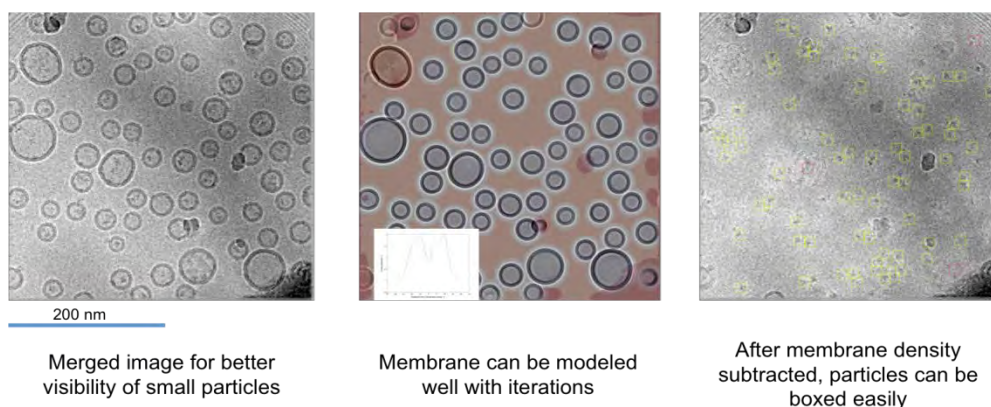 200 nm
Merged image for better
visibility of small particles
Membrane can be modeled
well with iterations
After membrane density
subtracted, particles can be
boxed easily